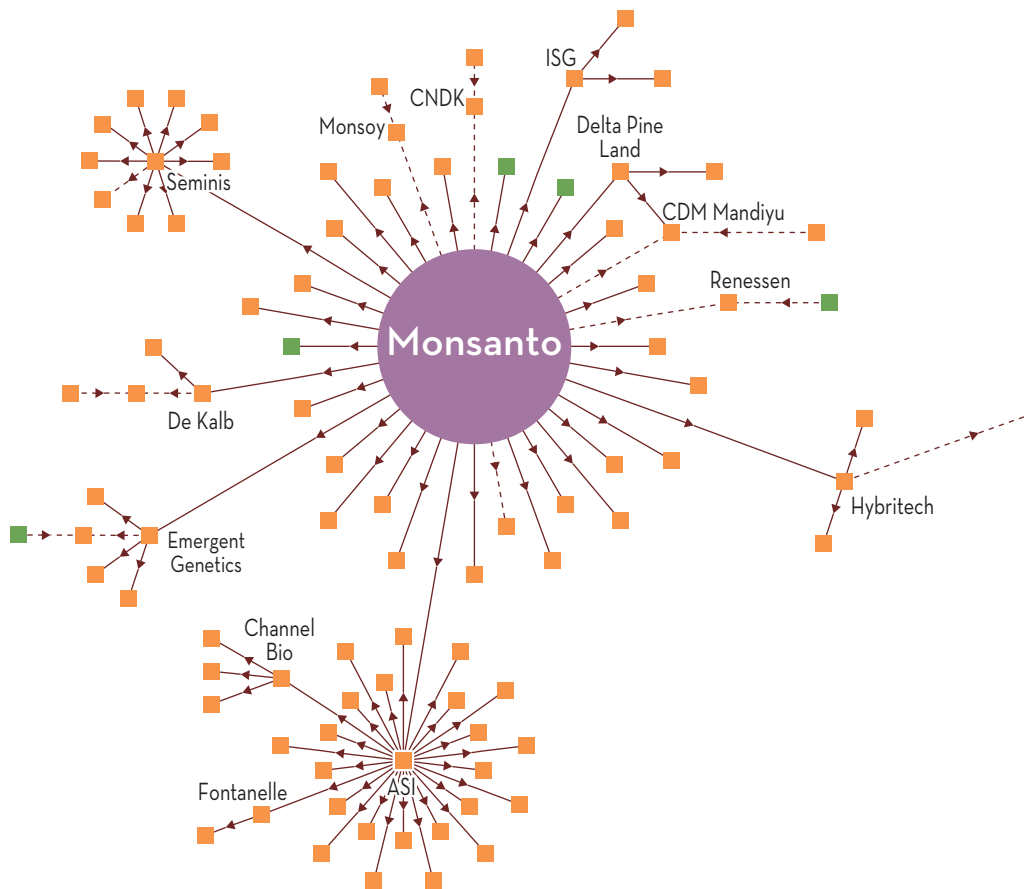 ISG
CNDK
Monsoy
Delta Pine
Land
Seminis
CDM Mandiyu
Renessen
Monsanto
De Kalb
Hybritech
Emergent
Genetics
Channel
Bio
Fontanelle
ASI